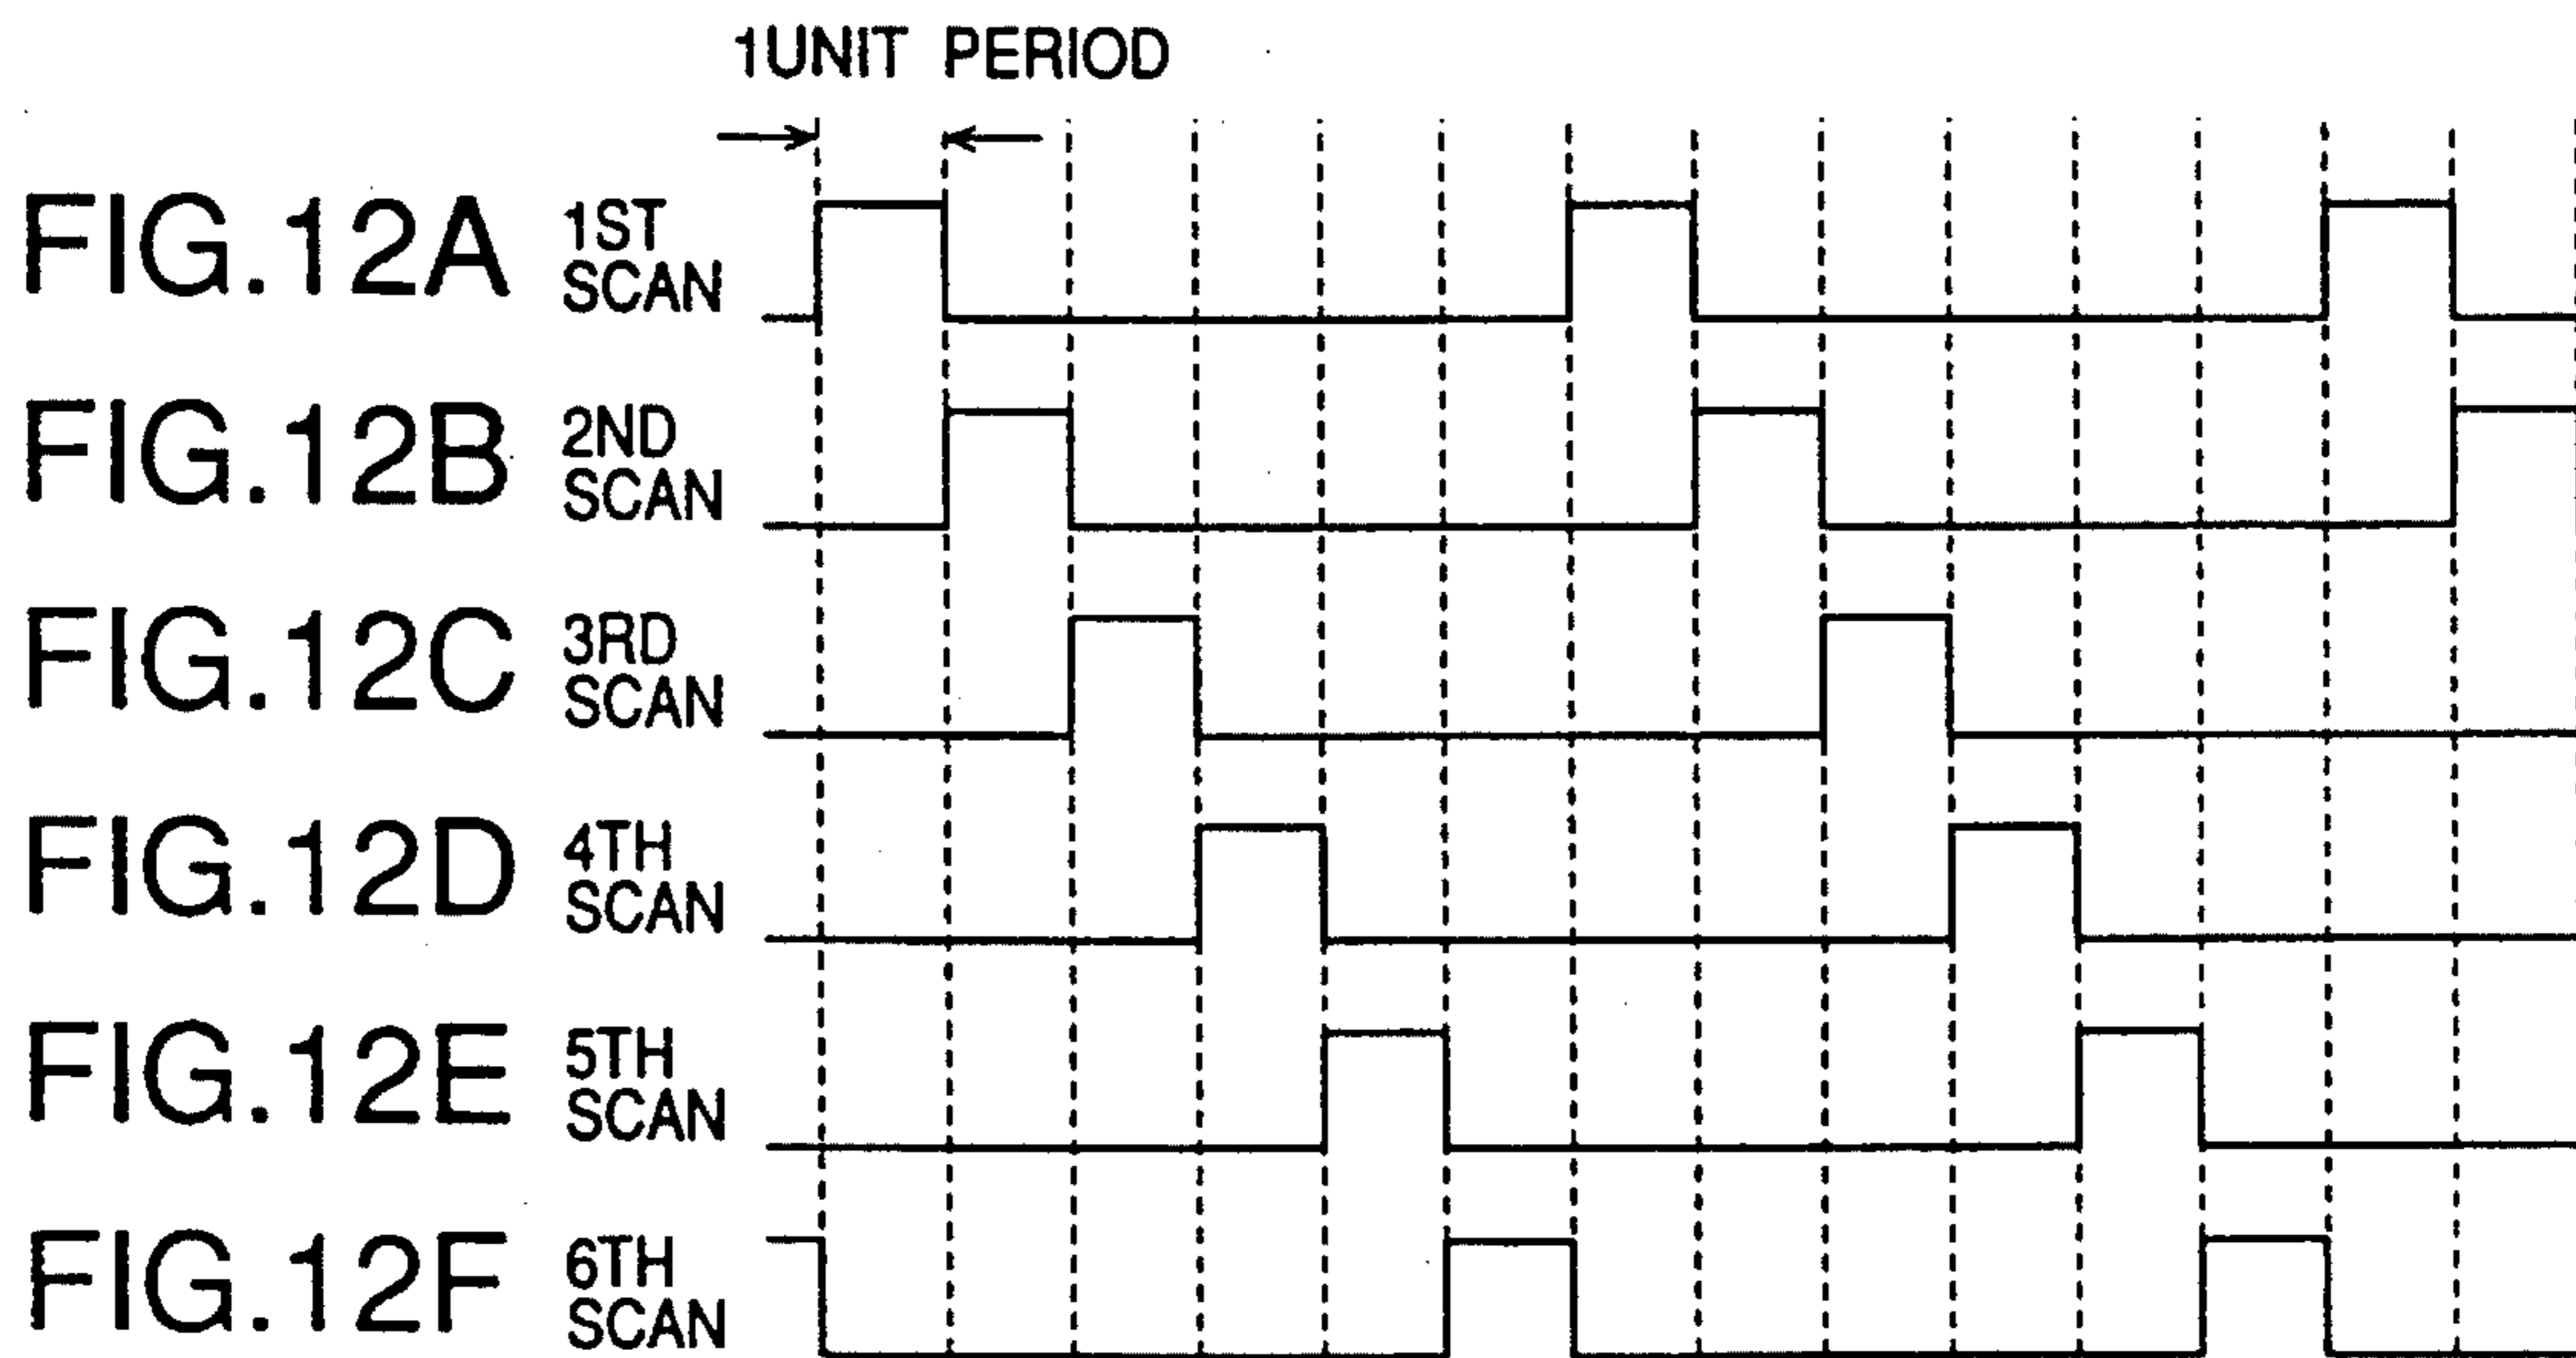 1UNIT PERIOD
FIG.12A 1ST SCAN
FIG.12B 2ND SCAN
FIG.12C 3RD SCAN
FIG.12D 4TH SCAN
FIG.12E 5TH SCAN
FIG.12F 6TH SCAN